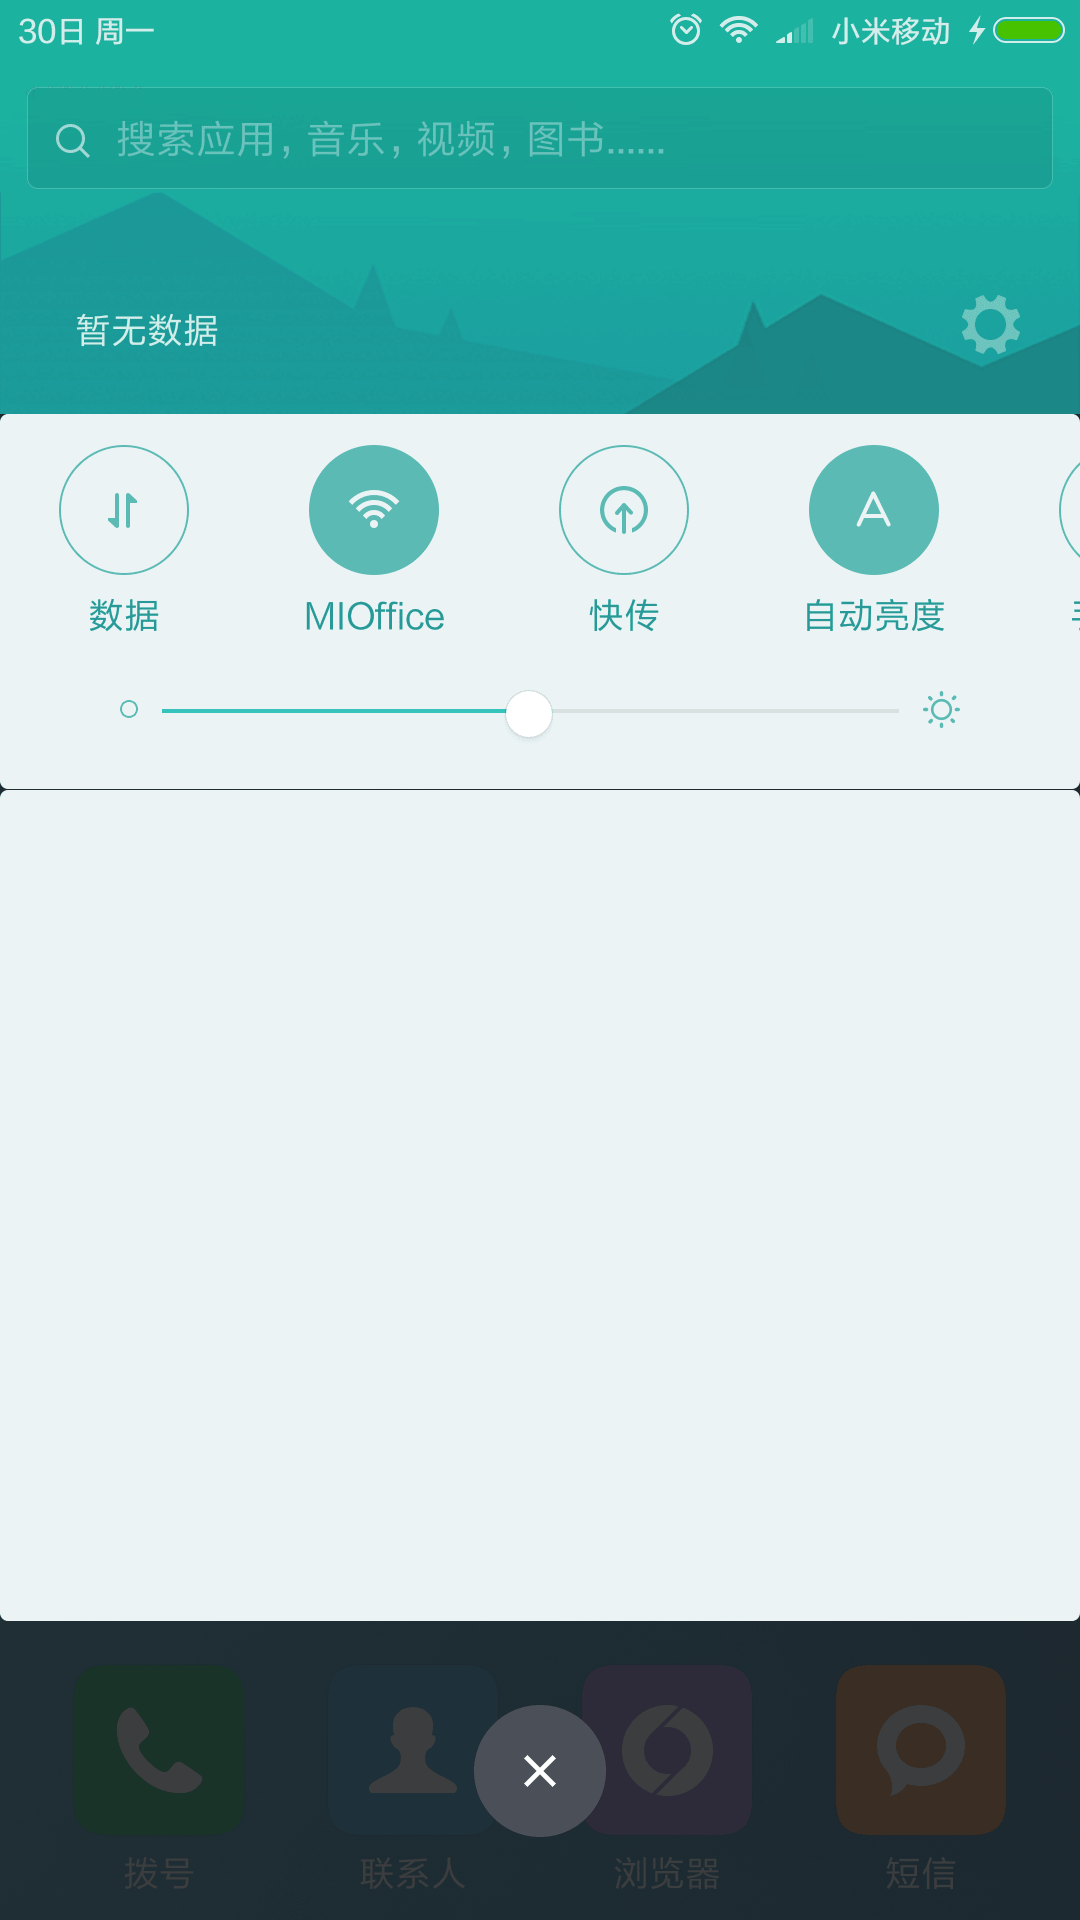 30日 周一 小米移动
搜索应用，音乐，视频，图书......
暂无数据
数据 MIOffice 快传 自动亮度
拨号 联系人 浏览器 短信